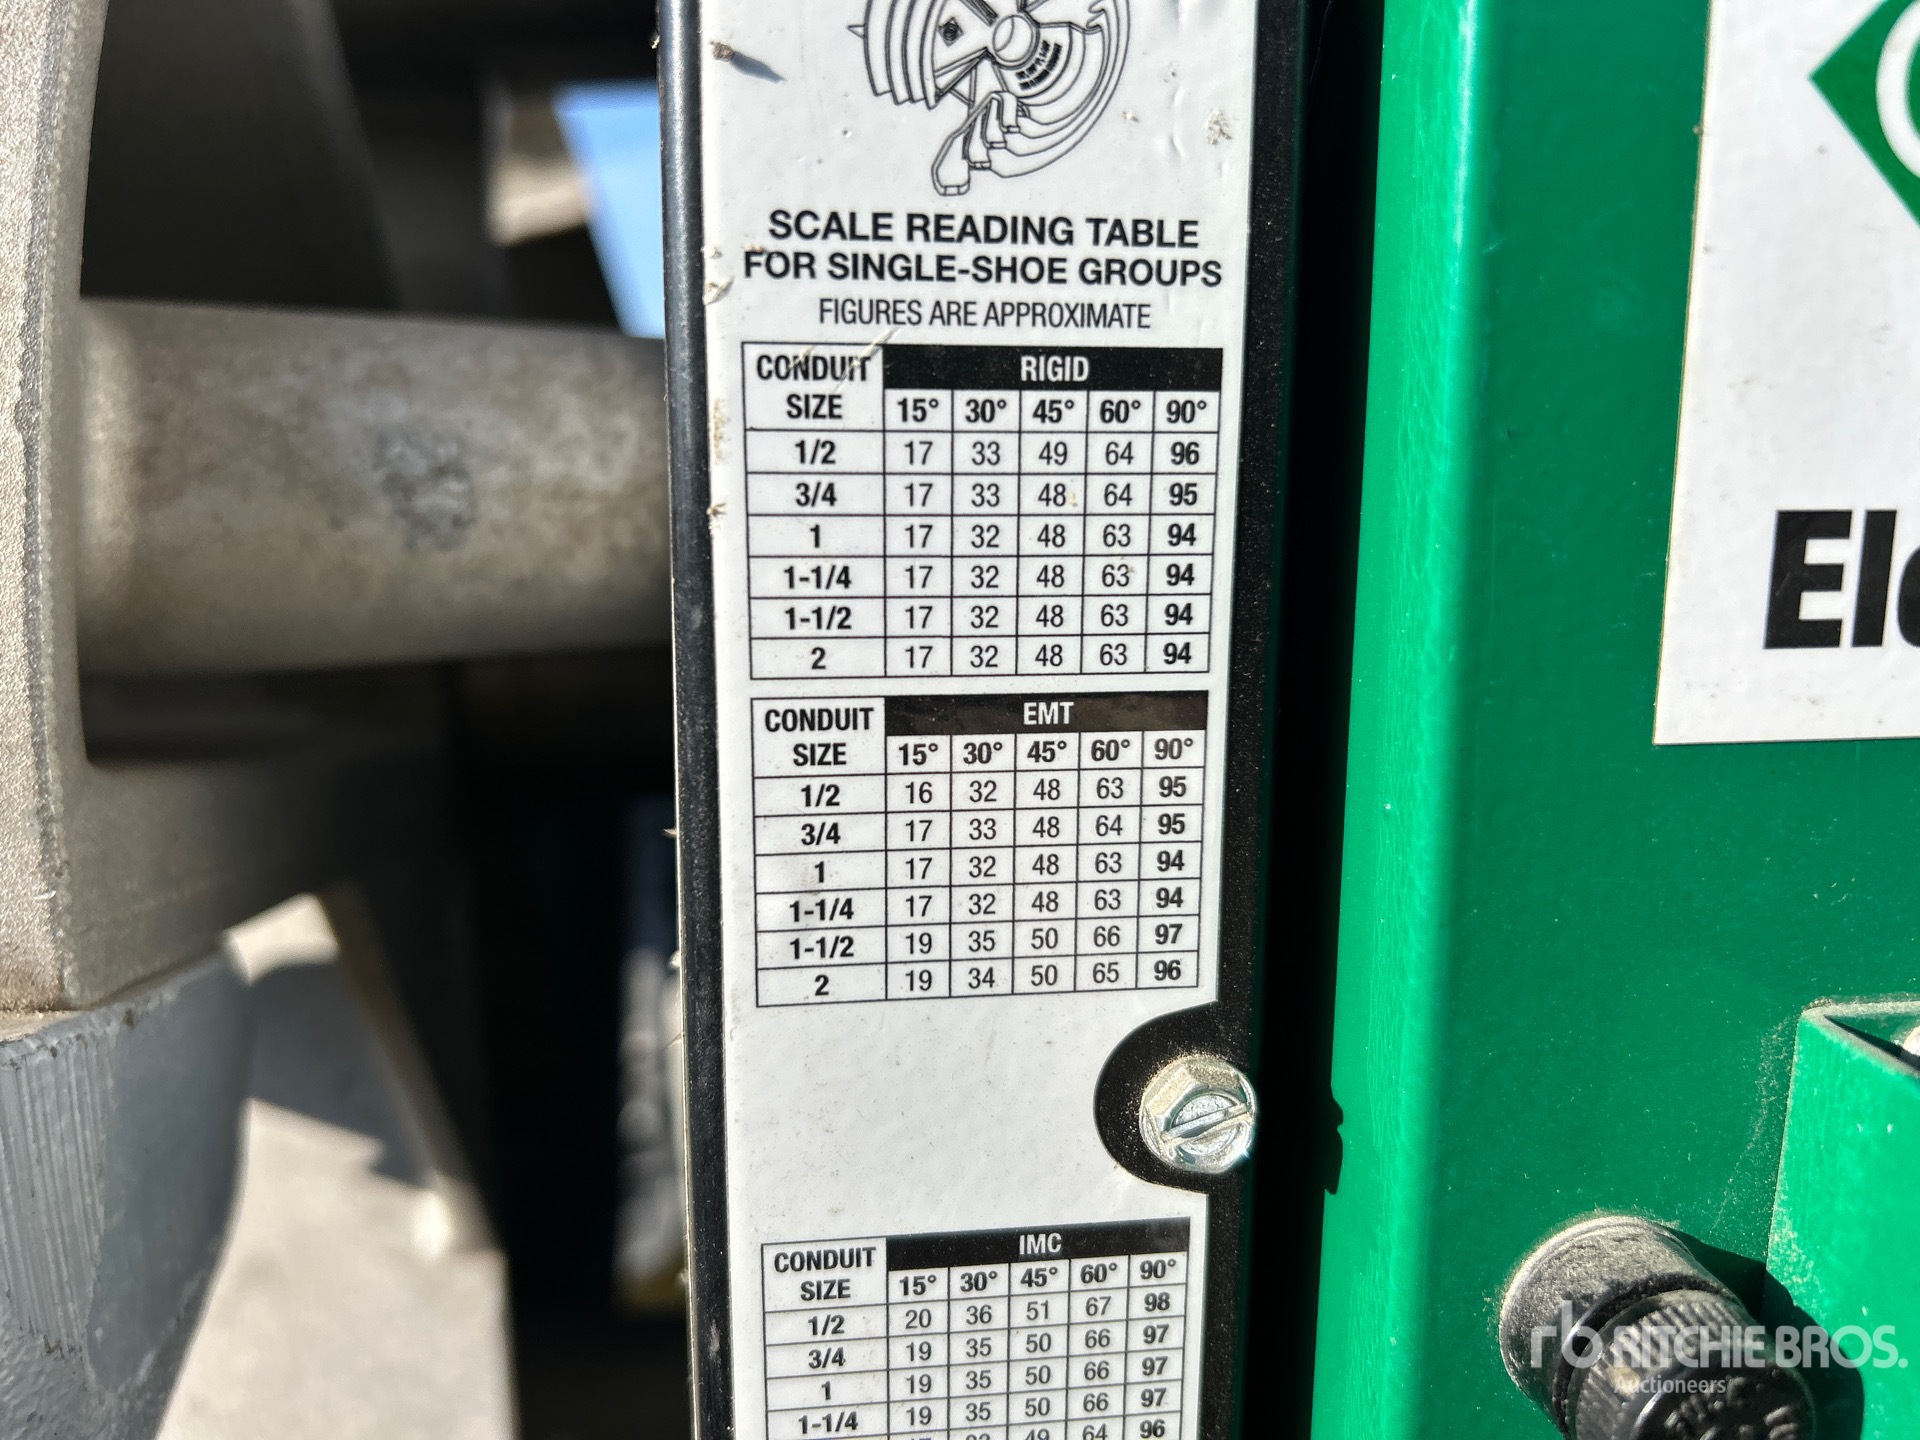 SCALE READING TABLE
FOR SINGLE-SHOE GROUPS
FIGURES ARE APPROXIMATE
CONDUIT SIZE RIGID
15° 30° 45° 60° 90°
1/2 17 33 49 64 96
3/4 17 33 48 64 95
1 17 32 48 63 94
1-1/4 17 32 48 63 94
1-1/2 17 32 48 63 94
2 17 32 48 63 94
CONDUIT SIZE EMT
15° 30° 45° 60° 90°
1/2 16 32 48 63 95
3/4 17 33 48 64 95
1 17 32 48 63 94
1-1/4 17 32 48 63 94
1-1/2 19 35 50 66 97
2 19 34 50 65 96
CONDUIT SIZE IMC
15° 30° 45° 60° 90°
1/2 20 36 51 67 98
3/4 19 35 50 66 97
1 19 35 50 66 97
1-1/4 19 35 50 66 97
49 64 96
rb RITCHIE BROS.
Auctioneers